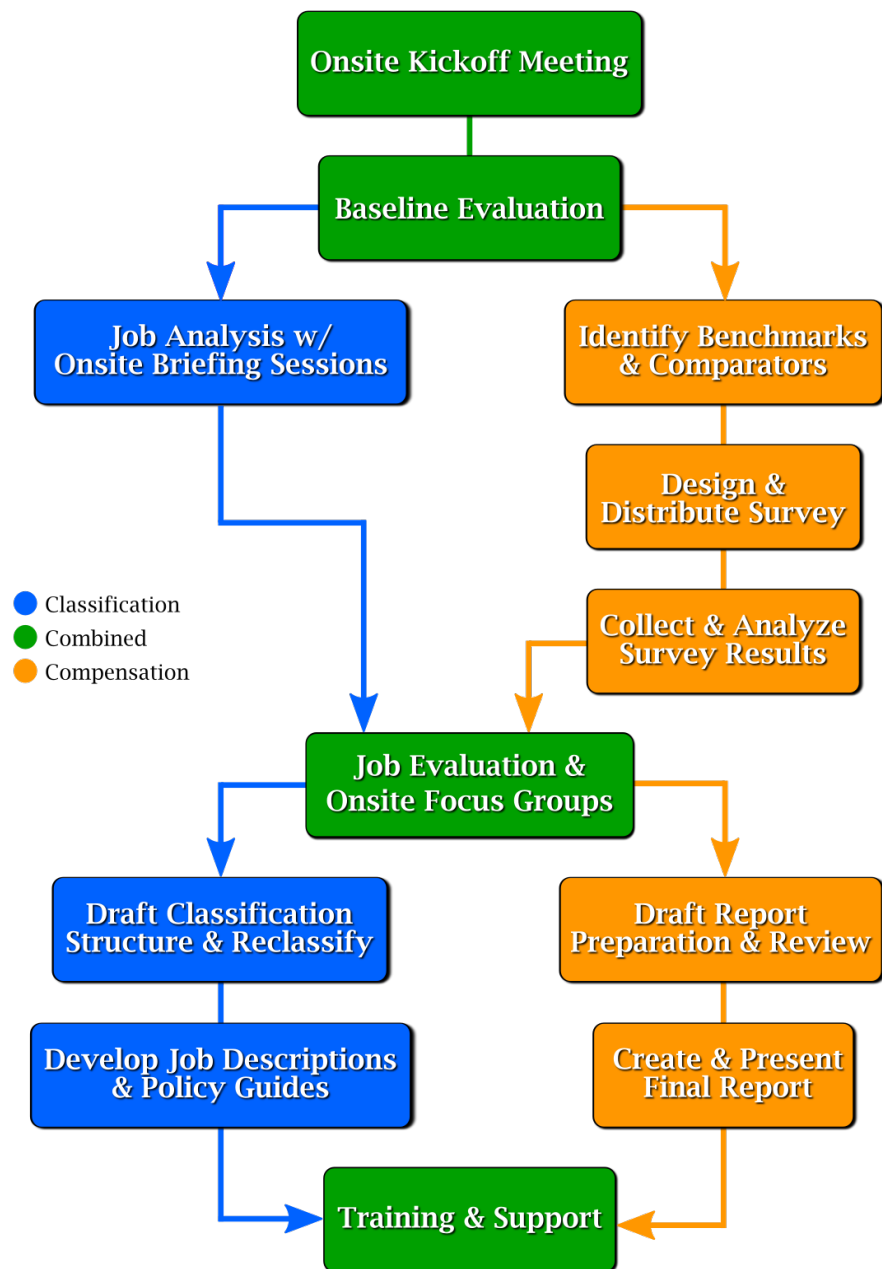 Onsite Kickoff Meeting
Baseline Evaluation
Job Analysis w/
Onsite Briefing Sessions
Identify Benchmarks
& Comparators
Design &
Distribute Survey
Collect & Analyze
Survey Results
Classification
Combined
Compensation
Job Evaluation &
Onsite Focus Groups
Draft Classification
Structure & Reclassify
Draft Report
Preparation & Review
Develop Job Descriptions
& Policy Guides
Create & Present
Final Report
Training & Support